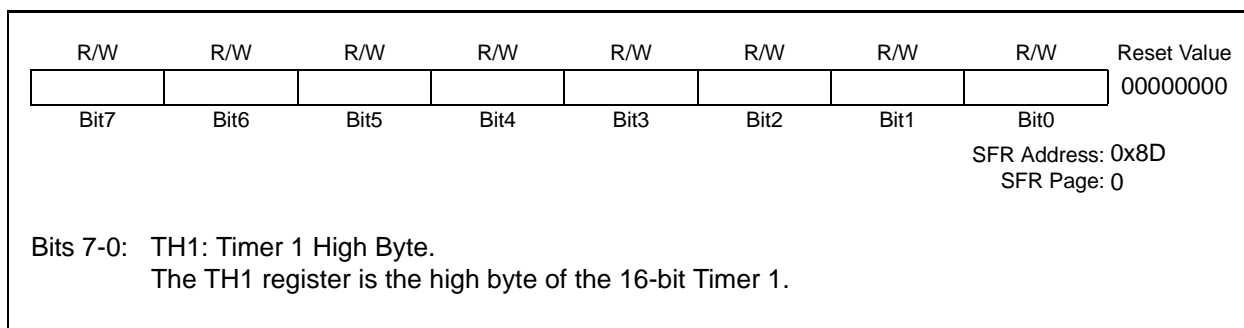 R/W R/W R/W R/W R/W R/W R/W R/W Reset Value
00000000
Bit7 Bit6 Bit5 Bit4 Bit3 Bit2 Bit1 Bit0
SFR Address: 0x8D
SFR Page: 0
Bits 7-0: TH1: Timer 1 High Byte.
The TH1 register is the high byte of the 16-bit Timer 1.